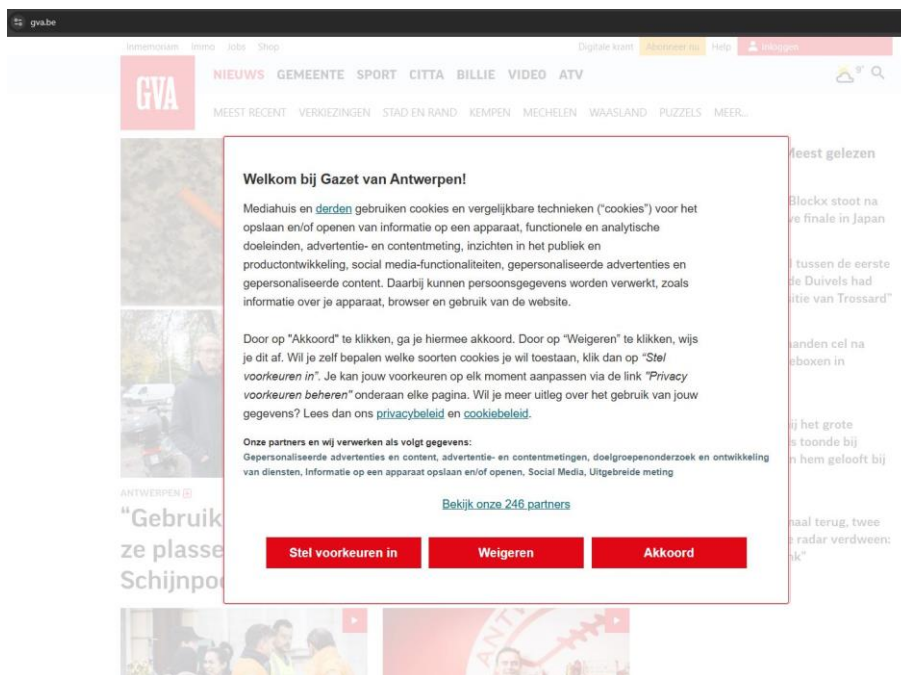 gva.be
Inmemoriam Immo Jobs Shop Digitale krant Abonneer nu Help Inloggen
GVA
NIEUWS GEMEENTE SPORT CITTA BILLIE VIDEO ATV
9°
MEEST RECENT VERKIEZINGEN STAD EN RAND KEMPEN MECHELEN WAASLAND PUZZELS MEER...
Welkom bij Gazet van Antwerpen!
Mediahuis en derden gebruiken cookies en vergelijkbare technieken (“cookies”) voor het
opslaan en/of openen van informatie op een apparaat, functionele en analytische
doeleinden, advertentie- en contentmeting, inzichten in het publiek en
productontwikkeling, social media-functionaliteiten, gepersonaliseerde advertenties en
gepersonaliseerde content. Daarbij kunnen persoonsgegevens worden verwerkt, zoals
informatie over je apparaat, browser en gebruik van de website.
Door op "Akkoord" te klikken, ga je hiermee akkoord. Door op “Weigeren” te klikken, wijs
je dit af. Wil je zelf bepalen welke soorten cookies je wil toestaan, klik dan op “Stel
voorkeuren in”. Je kan jouw voorkeuren op elk moment aanpassen via de link "Privacy
voorkeuren beheren" onderaan elke pagina. Wil je meer uitleg over het gebruik van jouw
gegevens? Lees dan ons privacybeleid en cookiebeleid.
Onze partners en wij verwerken als volgt gegevens:
Gepersonaliseerde advertenties en content, advertentie- en contentmetingen, doelgroepenonderzoek en ontwikkeling
van diensten, Informatie op een apparaat opslaan en/of openen, Social Media, Uitgebreide meting
Bekijk onze 246 partners
Stel voorkeuren in Weigeren Akkoord
ANTWERPEN
“Gebruik
ze plasse
Schijnpoo
Meest gelezen
Blockx stoot na
finale in Japan
tussen de eerste
de Duivels had
van Trossard”
cel na
in
het grote
toonde bij
hem gelooft bij
terug, twee
radar verdween:
ANTW